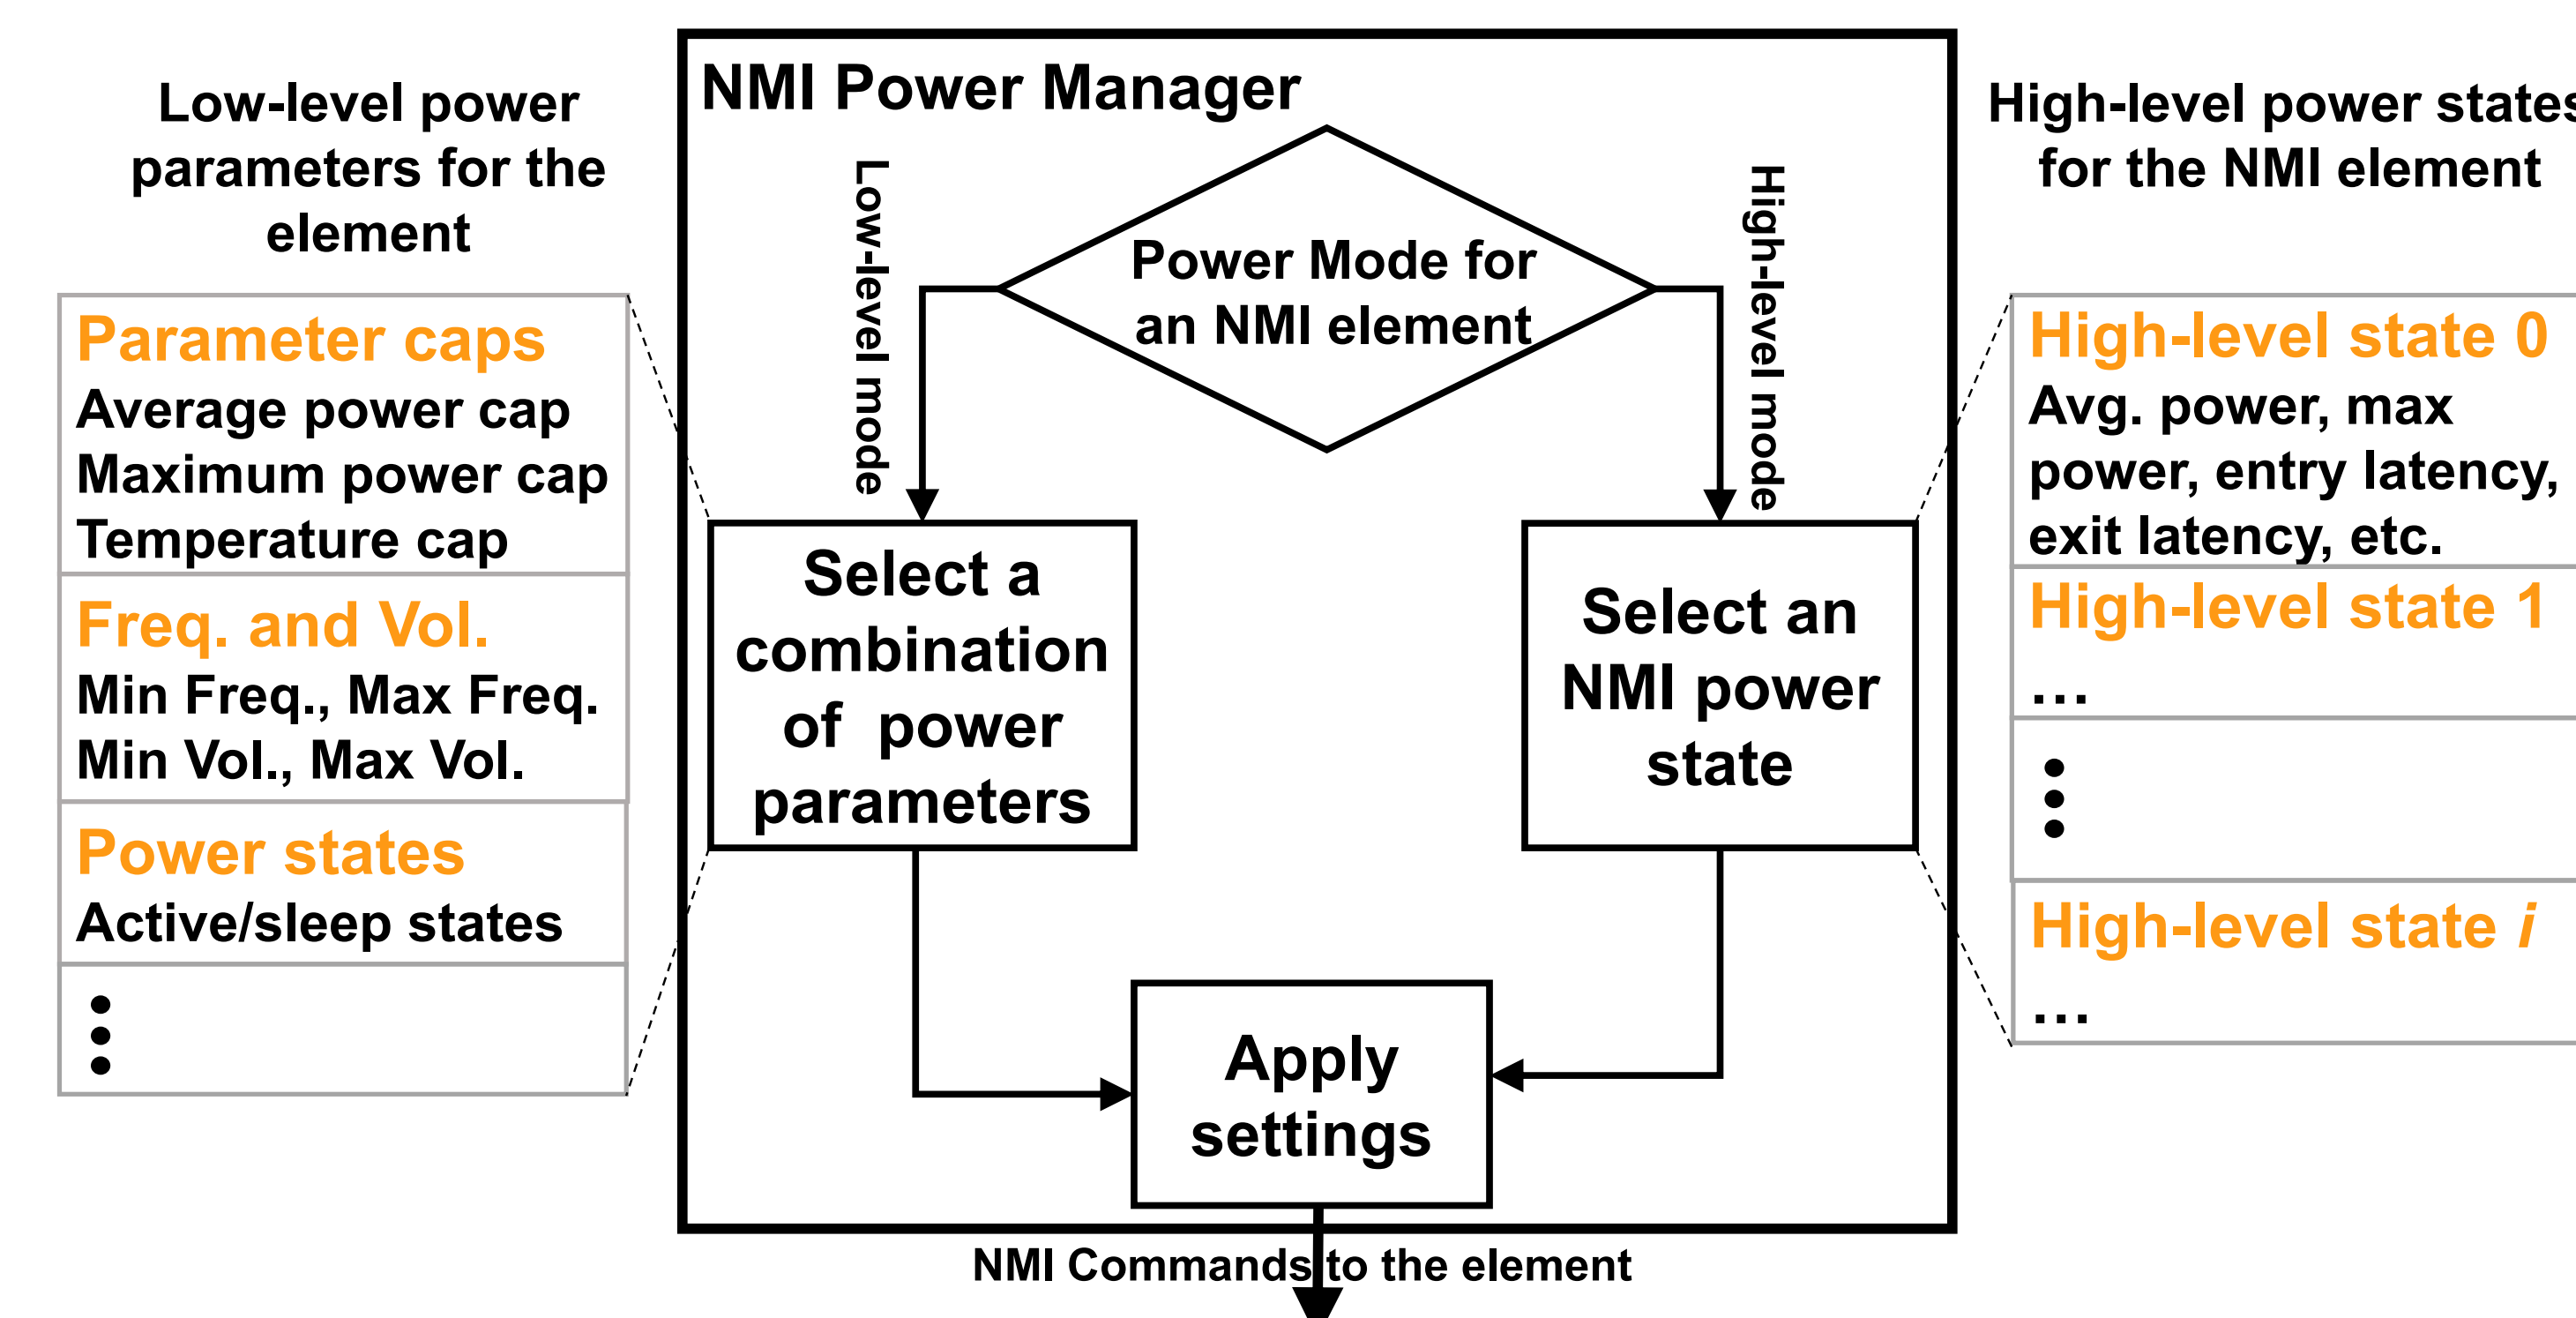 Low-level power
parameters for the
element
Parameter caps
Average power cap
Maximum power cap
Temperature cap
Freq. and Vol.
Min Freq., Max Freq.
Min Vol., Max Vol.
Power states
Active/sleep states
NMI Power Manager
Power Mode for
an NMI element
Low-level mode
High-level mode
Select a
combination
of power
parameters
Select an
NMI power
state
Apply
settings
NMI Commands to the element
High-level power states
for the NMI element
High-level state 0
Avg. power, max
power, entry latency,
exit latency, etc.
High-level state 1
...
High-level state i
...